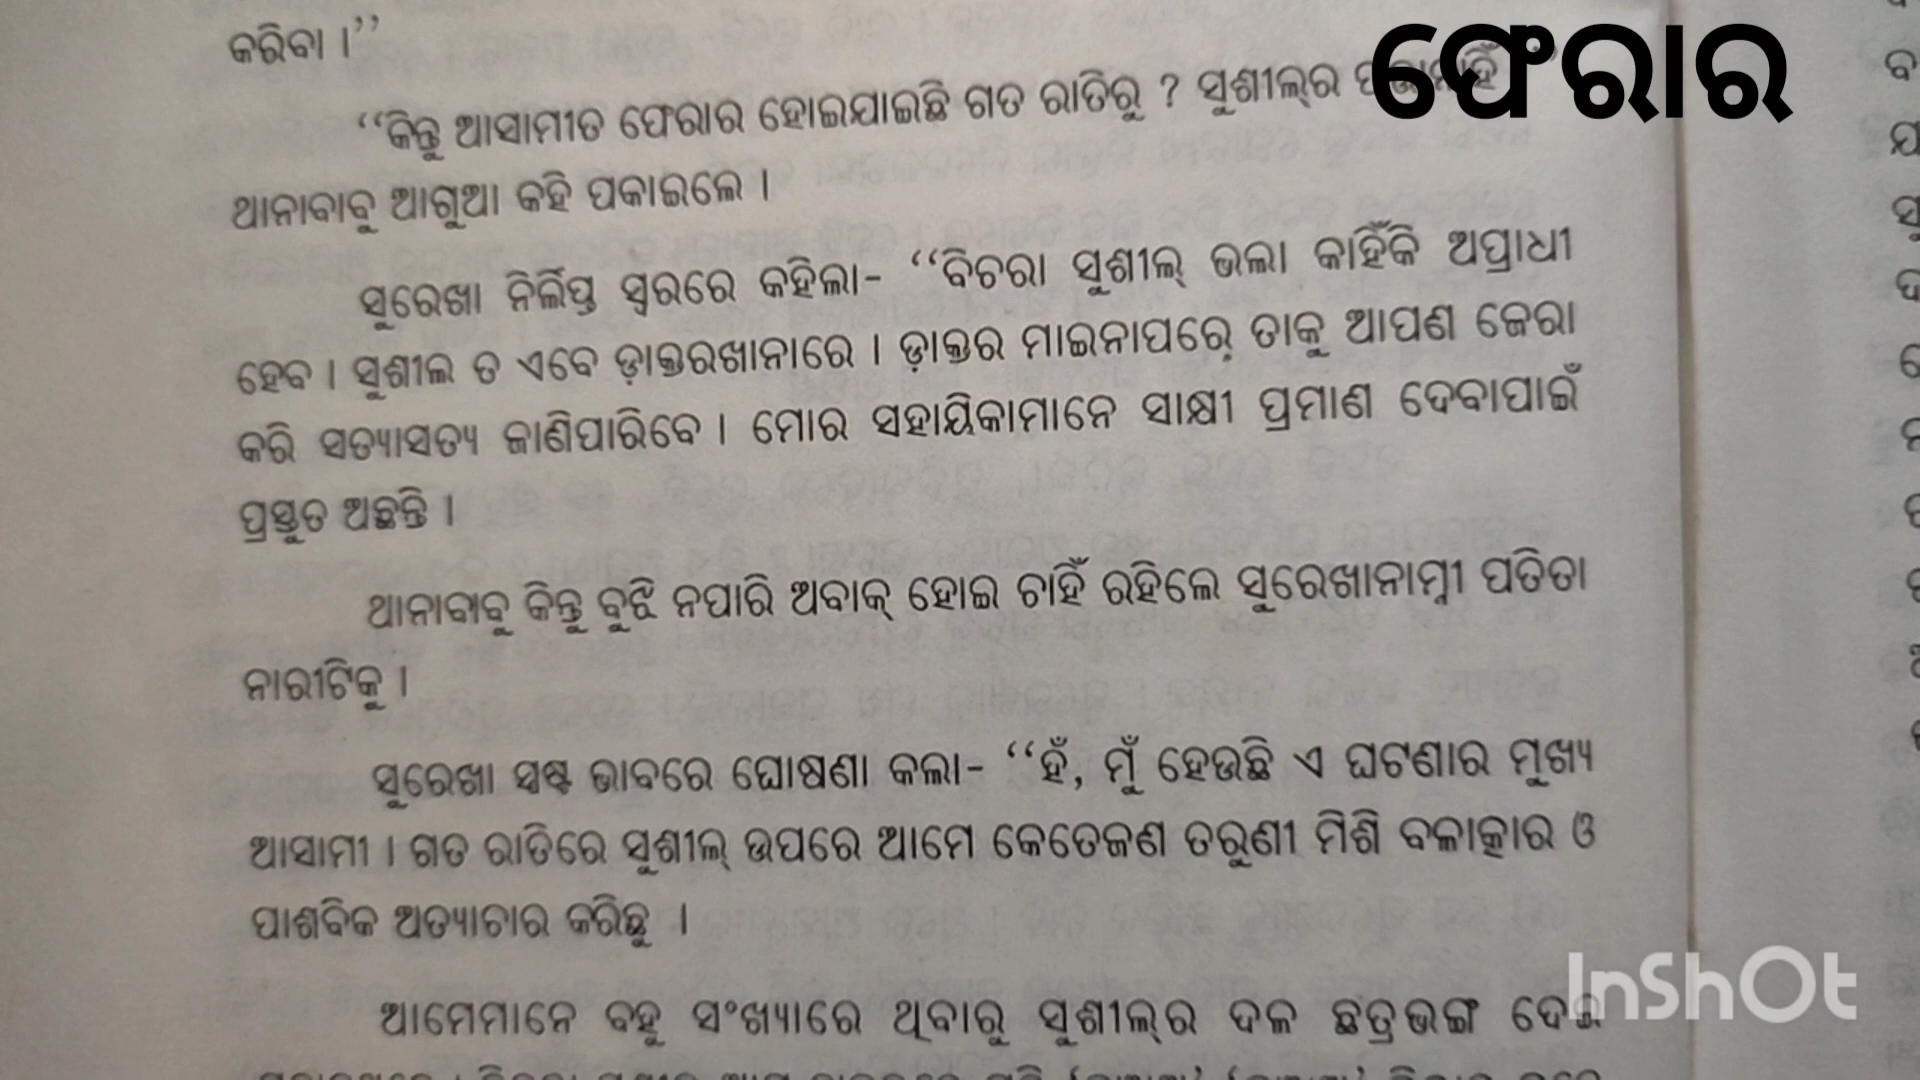 କରିବା ।’’
ଫେରାର
‘‘କିନ୍ତୁ ଆସାମୀତ ଫେରାର ହୋଇଯାଇଛି ଗତ ରାତିରୁ ? ସୁଶୀଲ୍‌ର
ଥାନାବାବୁ ଆଗୁଆ କହି ପକାଇଲେ ।
ସୁରେଖା ନିର୍ଲିପ୍ତ ସ୍ୱରରେ କହିଲା- ‘‘ବିଚରା ସୁଶୀଲ୍ ଭଲା କାହିଁକି ଅପ୍ରାଧୀ
ହେବ । ସୁଶୀଲ ତ ଏବେ ଡ଼ାକ୍ତରଖାନାରେ । ଡ଼ାକ୍ତର ମାଇନାପରେ୍ ତାକୁ ଆପଣ ଜେରା
କରି ସତ୍ୟାସତ୍ୟ ଜାଣିପାରିବେ । ମୋର ସହାୟିକାମାନେ ସାକ୍ଷୀ ପ୍ରମାଣ ଦେବାପାଇଁ
ପ୍ରସ୍ତୁତ ଅଛନ୍ତି ।
ଥାନାବାବୁ କିନ୍ତୁ ବୁଝି ନପାରି ଅବାକ୍ ହୋଇ ଚାହିଁ ରହିଲେ ସୁରେଖାନାମ୍ନୀ ପତିତା
ନାରୀଟିକୁ ।
ସୁରେଖା ସ୍ପଷ୍ଟ ଭାବରେ ଘୋଷଣା କଲା- ‘‘ହଁ, ମୁଁ ହେଉଛି ଏ ଘଟଣାର ମୁଖ୍ୟ
ଆସାମୀ । ଗତ ରାତିରେ ସୁଶୀଲ୍ ଉପରେ ଆମେ କେତେଜଣ ତରୁଣୀ ମିଶି ବଳାତ୍କାର ଓ
ପାଶବିକ ଅତ୍ୟାଚାର କରିଛୁ ।
ଆମେମାନେ ବହୁ ସଂଖ୍ୟାରେ ଥିବାରୁ ସୁଶୀଲ୍‌ର ଦଳ ଛତ୍ରଭଙ୍ଗ ଦେଇ
InShOt